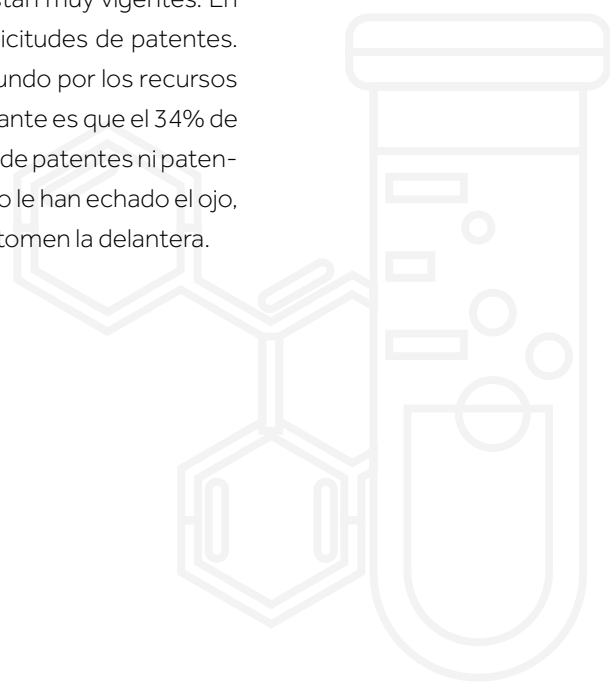 están muy vigentes. En
icitudes de patentes.
undo por los recursos
ante es que el 34% de
de patentes ni paten-
o le han echado el ojo,
tomen la delantera.